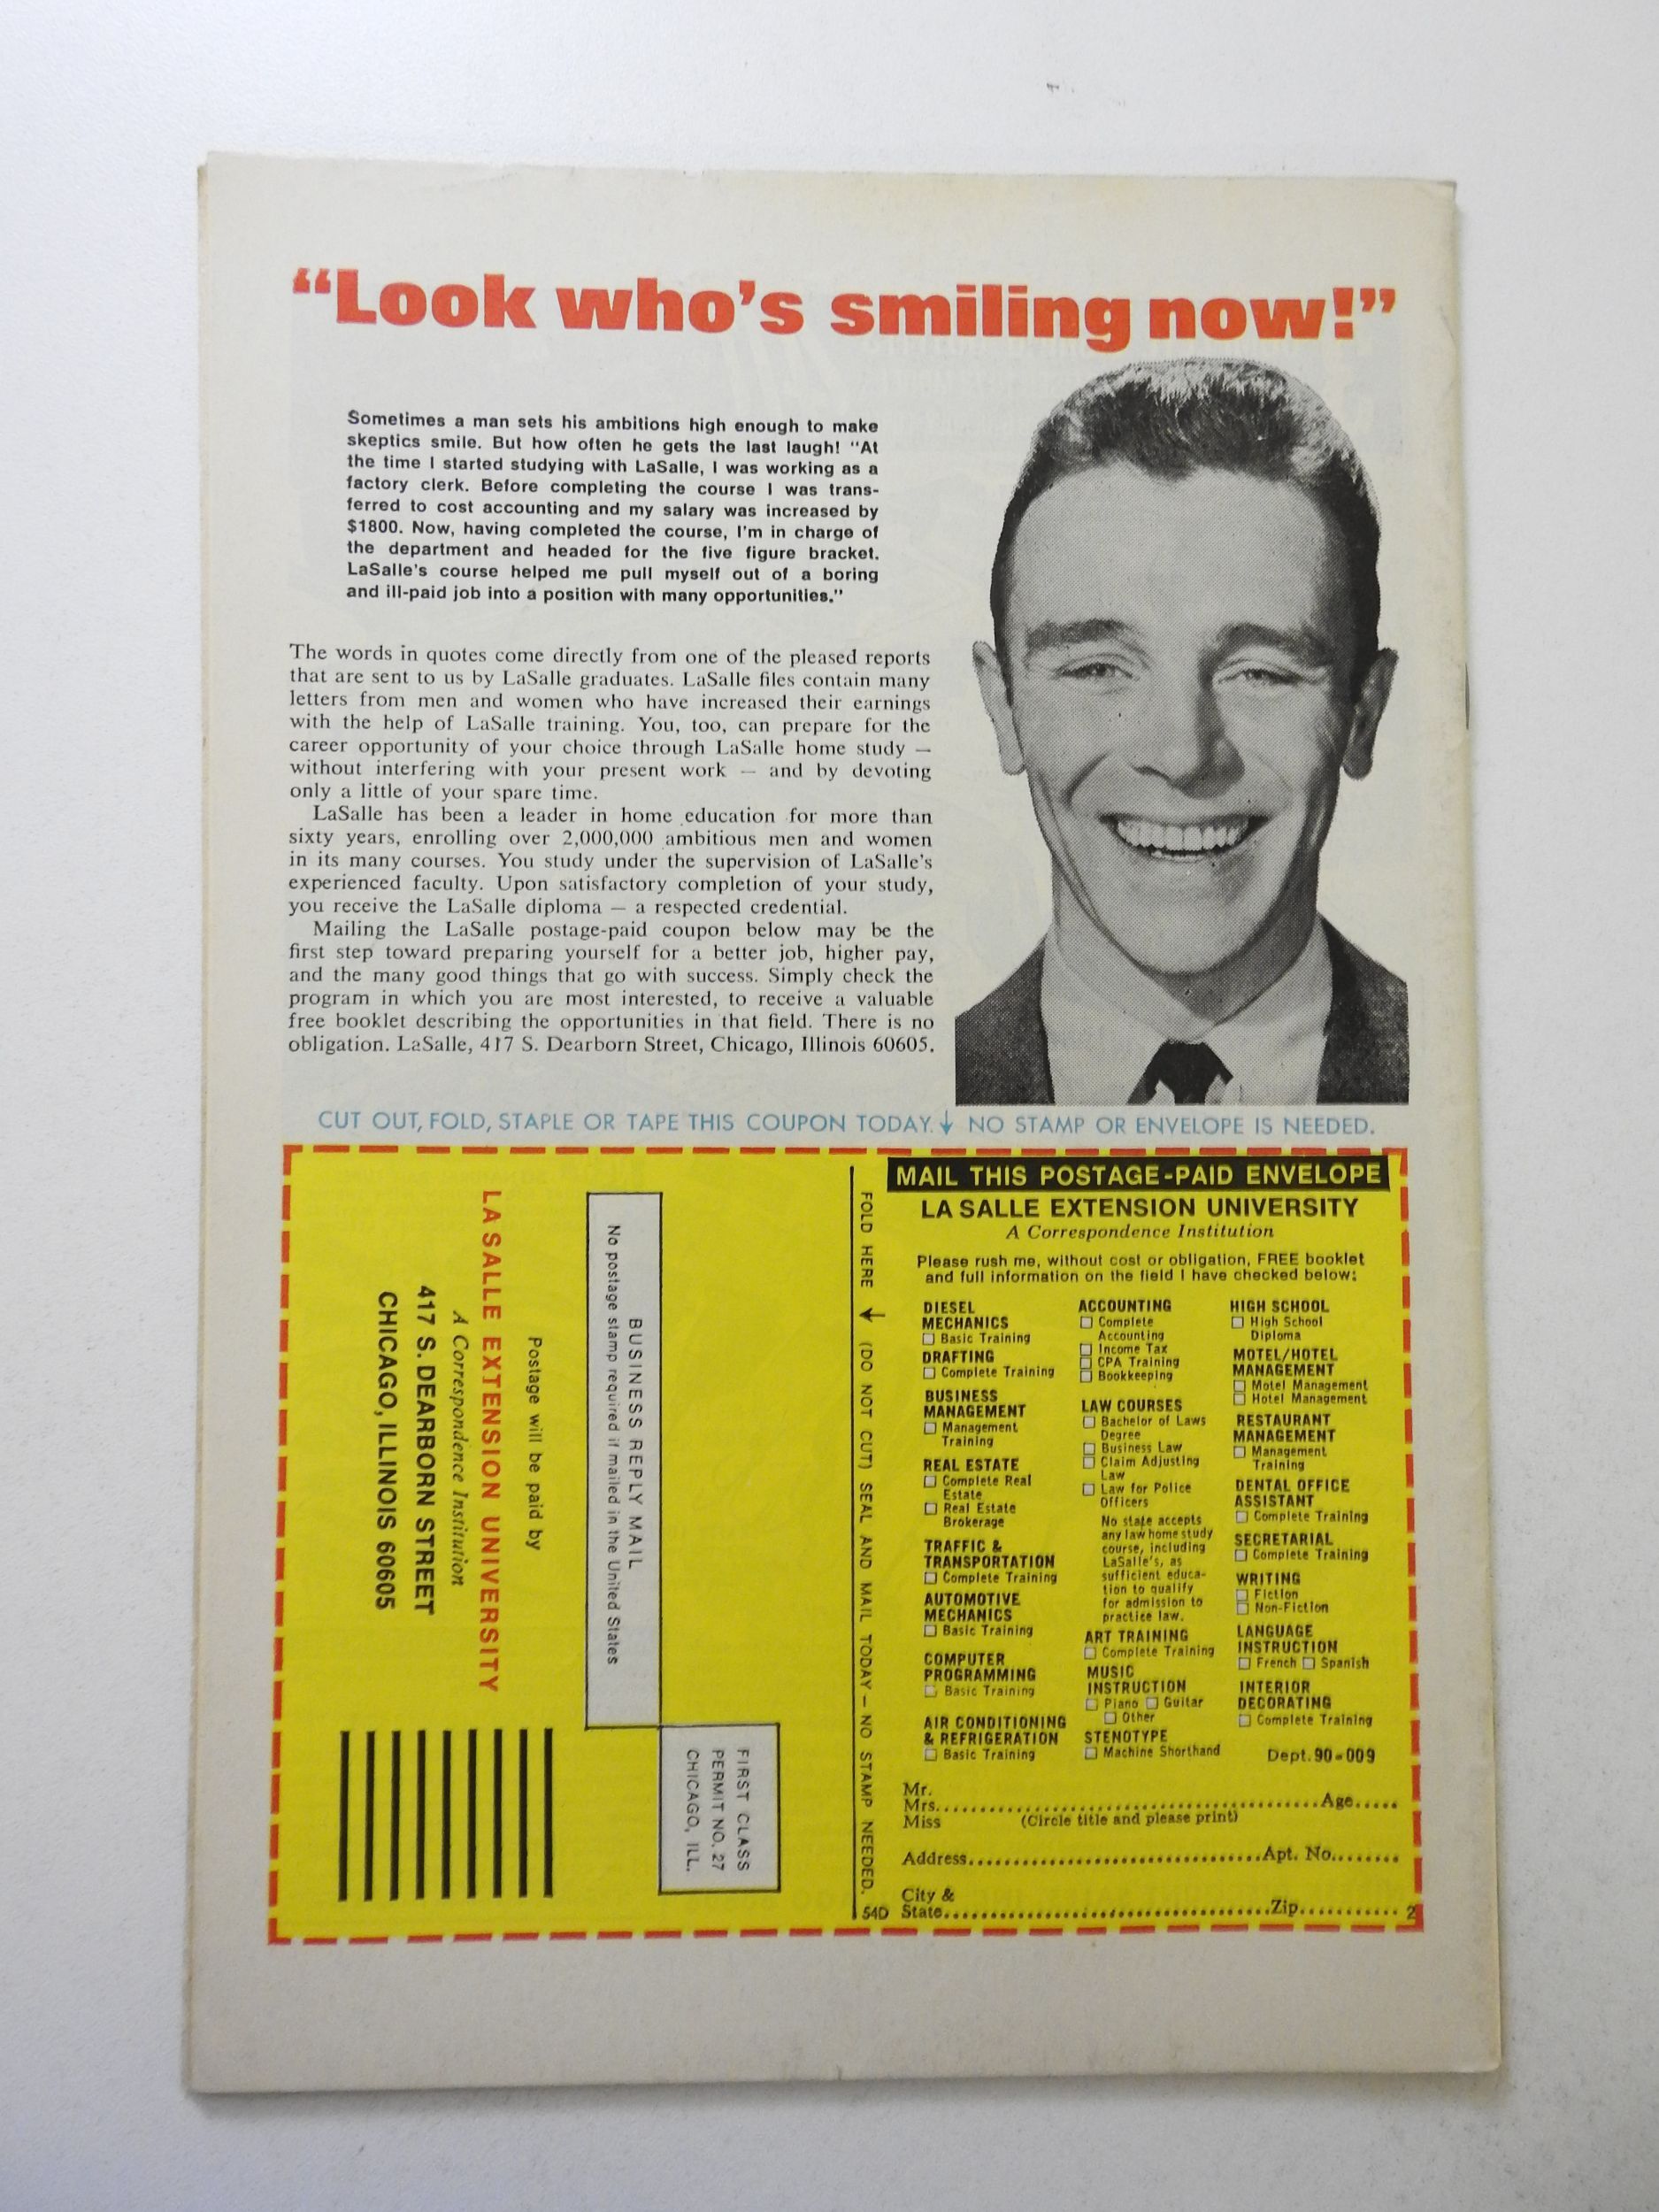 “Look who’s smiling now!”
Sometimes a man sets his ambitions high enough to make
skeptics smile. But how often he gets the last laugh! “At
the time I started studying with LaSalle, I was working as a
factory clerk. Before completing the course I was trans-
ferred to cost accounting and my salary was increased by
$1800. Now, having completed the course, I’m in charge of
the department and headed for the five figure bracket.
LaSalle’s course helped me pull myself out of a boring
and ill-paid job into a position with many opportunities.”
The words in quotes come directly from one of the pleased reports
that are sent to us by LaSalle graduates. LaSalle files contain many
letters from men and women who have increased their earnings
with the help of LaSalle training. You, too, can prepare for the
career opportunity of your choice through LaSalle home study —
without interfering with your present work — and by devoting
only a little of your spare time.
LaSalle has been a leader in home education for more than
sixty years, enrolling over 2,000,000 ambitious men and women
in its many courses. You study under the supervision of LaSalle’s
experienced faculty. Upon satisfactory completion of your study,
you receive the LaSalle diploma — a respected credential.
Mailing the LaSalle postage-paid coupon below may be the
first step toward preparing yourself for a better job, higher pay,
and the many good things that go with success. Simply check the
program in which you are most interested, to receive a valuable
free booklet describing the opportunities in that field. There is no
obligation. LaSalle, 417 S. Dearborn Street, Chicago, Illinois 60605.
CUT OUT, FOLD, STAPLE OR TAPE THIS COUPON TODAY. ↓ NO STAMP OR ENVELOPE IS NEEDED.
FIRST CLASS
PERMIT NO. 27
CHICAGO, ILL.
BUSINESS REPLY MAIL
No postage stamp required if mailed in the United States
Postage will be paid by
LA SALLE EXTENSION UNIVERSITY
A Correspondence Institution
417 S. DEARBORN STREET
CHICAGO, ILLINOIS 60605
FOLD HERE → (DO NOT CUT) SEAL AND MAIL TODAY — NO STAMP NEEDED.
54D
MAIL THIS POSTAGE-PAID ENVELOPE
LA SALLE EXTENSION UNIVERSITY
A Correspondence Institution
Please rush me, without cost or obligation, FREE booklet
and full information on the field I have checked below:
DIESEL
MECHANICS
☐ Basic Training
DRAFTING
☐ Complete Training
BUSINESS
MANAGEMENT
☐ Management
Training
REAL ESTATE
☐ Complete Real
Estate
☐ Real Estate
Brokerage
TRAFFIC &
TRANSPORTATION
☐ Complete Training
AUTOMOTIVE
MECHANICS
☐ Basic Training
COMPUTER
PROGRAMMING
☐ Basic Training
AIR CONDITIONING
& REFRIGERATION
☐ Basic Training
ACCOUNTING
☐ Complete
Accounting
☐ Income Tax
☐ CPA Training
☐ Bookkeeping
LAW COURSES
☐ Bachelor of Laws
Degree
☐ Business Law
☐ Claim Adjusting
Law
☐ Law for Police
Officers
No state accepts
any law home study
course, including
LaSalle’s, as
sufficient educa-
tion to qualify
for admission to
practice law.
ART TRAINING
☐ Complete Training
MUSIC
INSTRUCTION
☐ Piano ☐ Guitar
☐ Other
STENOTYPE
☐ Machine Shorthand
HIGH SCHOOL
☐ High School
Diploma
MOTEL/HOTEL
MANAGEMENT
☐ Motel Management
☐ Hotel Management
RESTAURANT
MANAGEMENT
☐ Management
Training
DENTAL OFFICE
ASSISTANT
☐ Complete Training
SECRETARIAL
☐ Complete Training
WRITING
☐ Fiction
☐ Non-Fiction
LANGUAGE
INSTRUCTION
☐ French ☐ Spanish
INTERIOR
DECORATING
☐ Complete Training
Dept. 90-009
Mr.
Mrs. Age
Miss (Circle title and please print)
Address Apt. No.
City &
State Zip 2